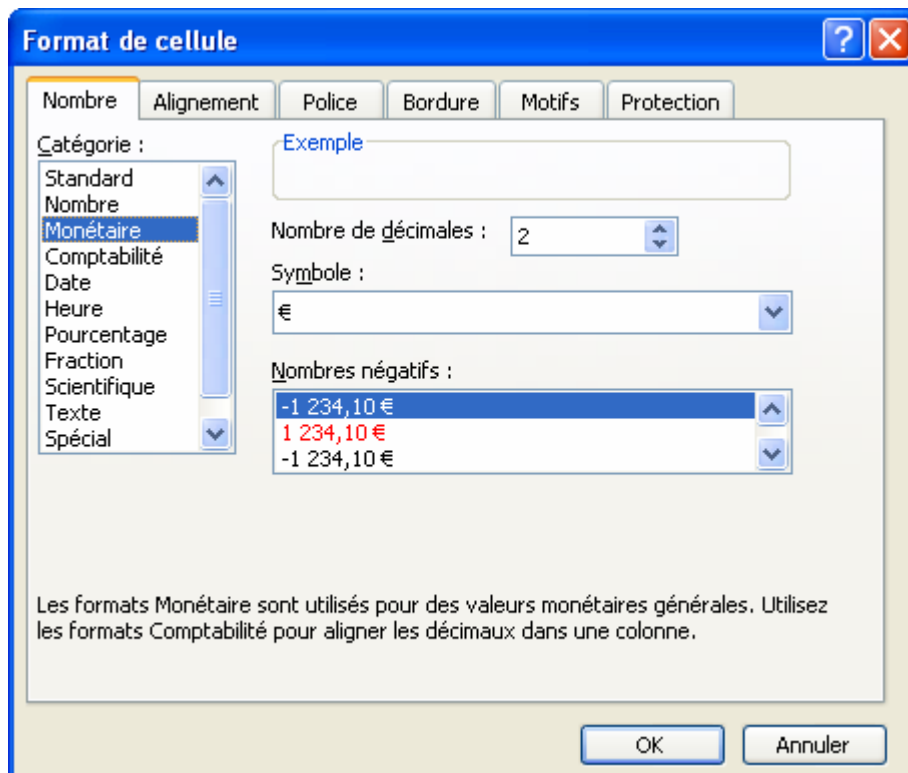 Format de cellule
Nombre Alignement Police Bordure Motifs Protection
Catégorie :
Standard
Nombre
Monétaire
Comptabilité
Date
Heure
Pourcentage
Fraction
Scientifique
Texte
Spécial
Exemple
Nombre de décimales : 2
Symbole :
€
Nombres négatifs :
-1 234,10 €
1 234,10 €
-1 234,10 €
Les formats Monétaire sont utilisés pour des valeurs monétaires générales. Utilisez
les formats Comptabilité pour aligner les décimaux dans une colonne.
OK Annuler